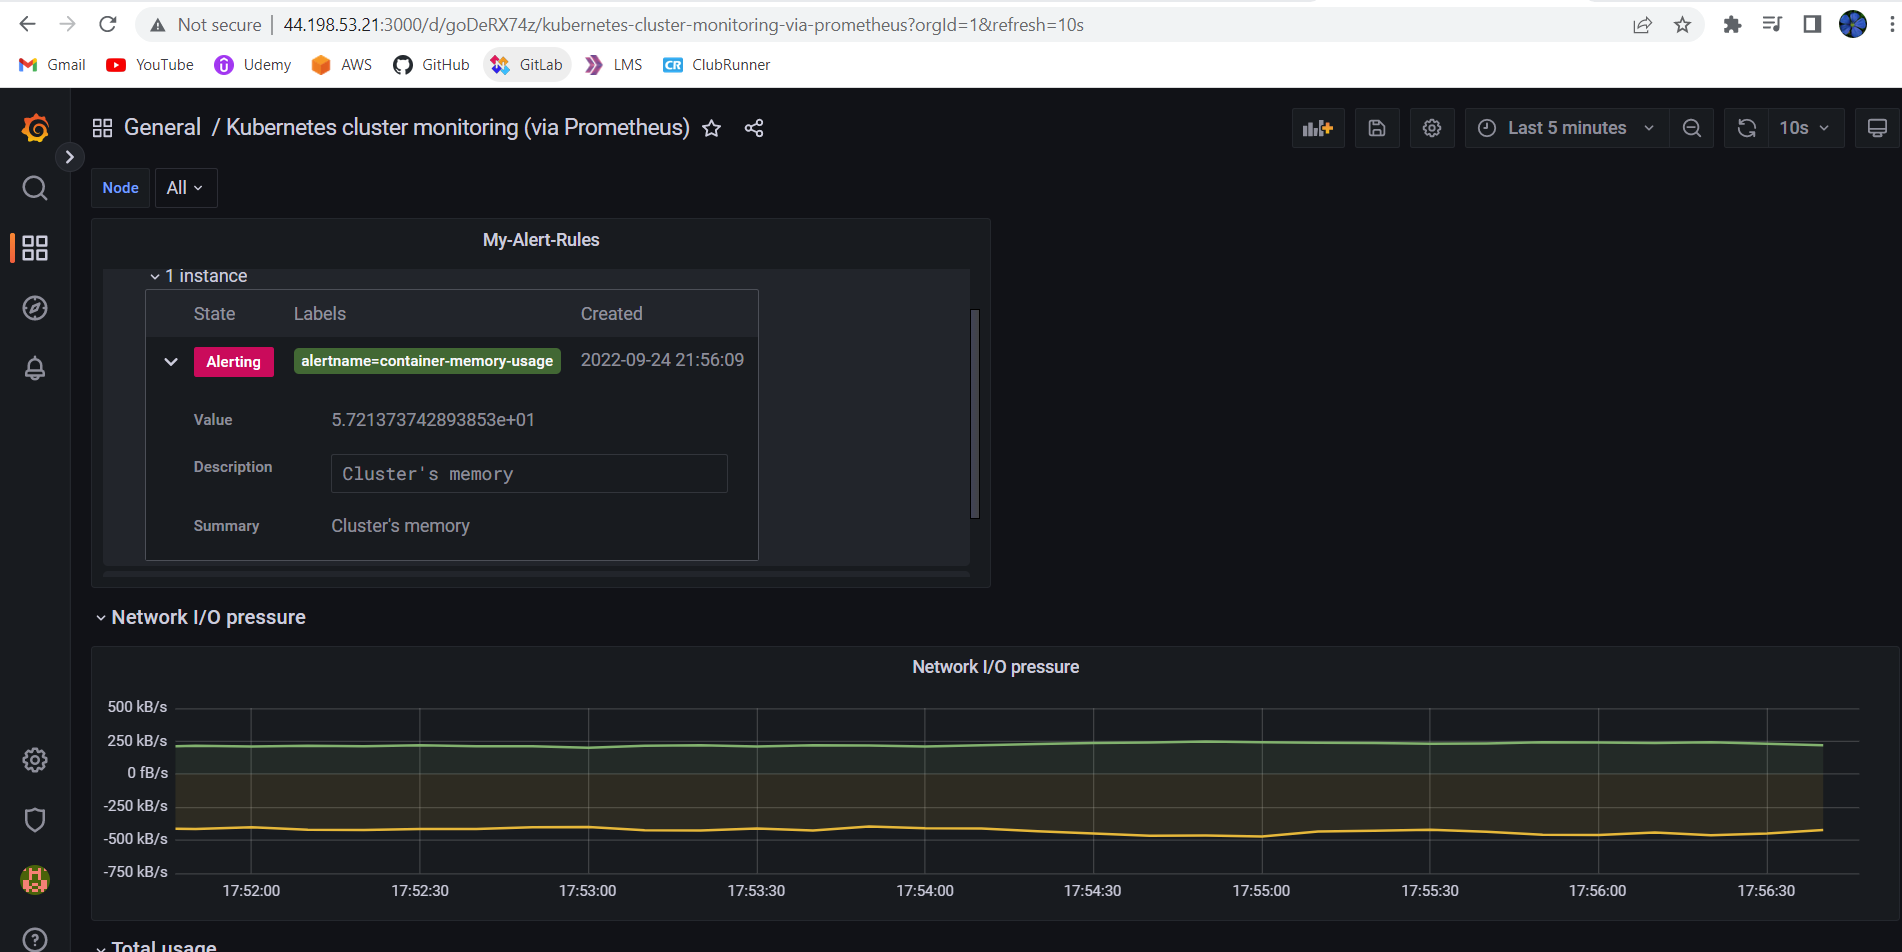 Not secure | 44.198.53.21:3000/d/goDeRX74z/kubernetes-cluster-monitoring-via-prometheus?orgId=1&refresh=10s
Gmail YouTube Udemy AWS GitHub GitLab LMS CR ClubRunner
General / Kubernetes cluster monitoring (via Prometheus) Last 5 minutes 10s
Node All
My-Alert-Rules
1 instance
State Labels Created
Alerting alertname=container-memory-usage 2022-09-24 21:56:09
Value 5.721373742893853e+01
Description Cluster's memory
Summary Cluster's memory
Network I/O pressure
Network I/O pressure
500 kB/s
250 kB/s
0 fB/s
-250 kB/s
-500 kB/s
-750 kB/s
17:52:00 17:52:30 17:53:00 17:53:30 17:54:00 17:54:30 17:55:00 17:55:30 17:56:00 17:56:30
Total usage